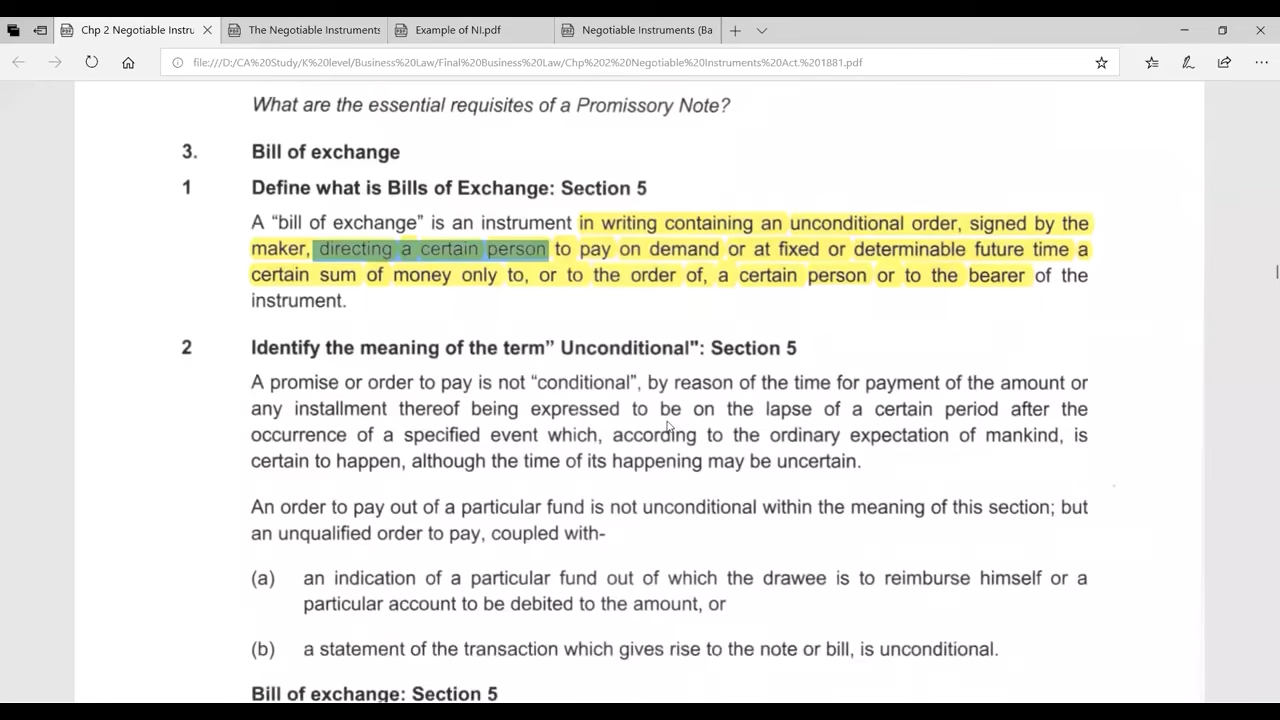 Chp 2 Negotiable Instru
The Negotiable Instruments
Example of NI.pdf
Negotiable Instruments (Ba
file:///D:/CA%20Study/K%20level/Business%20Law/Final%20Business%20Law/Chp%202%20Negotiable%20Instruments%20Act.%201881.pdf
What are the essential requisites of a Promissory Note?
3. Bill of exchange
1 Define what is Bills of Exchange: Section 5
A “bill of exchange” is an instrument in writing containing an unconditional order, signed by the
maker, directing a certain person to pay on demand or at fixed or determinable future time a
certain sum of money only to, or to the order of, a certain person or to the bearer of the
instrument.
2 Identify the meaning of the term” Unconditional": Section 5
A promise or order to pay is not “conditional”, by reason of the time for payment of the amount or
any installment thereof being expressed to be on the lapse of a certain period after the
occurrence of a specified event which, according to the ordinary expectation of mankind, is
certain to happen, although the time of its happening may be uncertain.
An order to pay out of a particular fund is not unconditional within the meaning of this section; but
an unqualified order to pay, coupled with-
(a) an indication of a particular fund out of which the drawee is to reimburse himself or a
particular account to be debited to the amount, or
(b) a statement of the transaction which gives rise to the note or bill, is unconditional.
Bill of exchange: Section 5